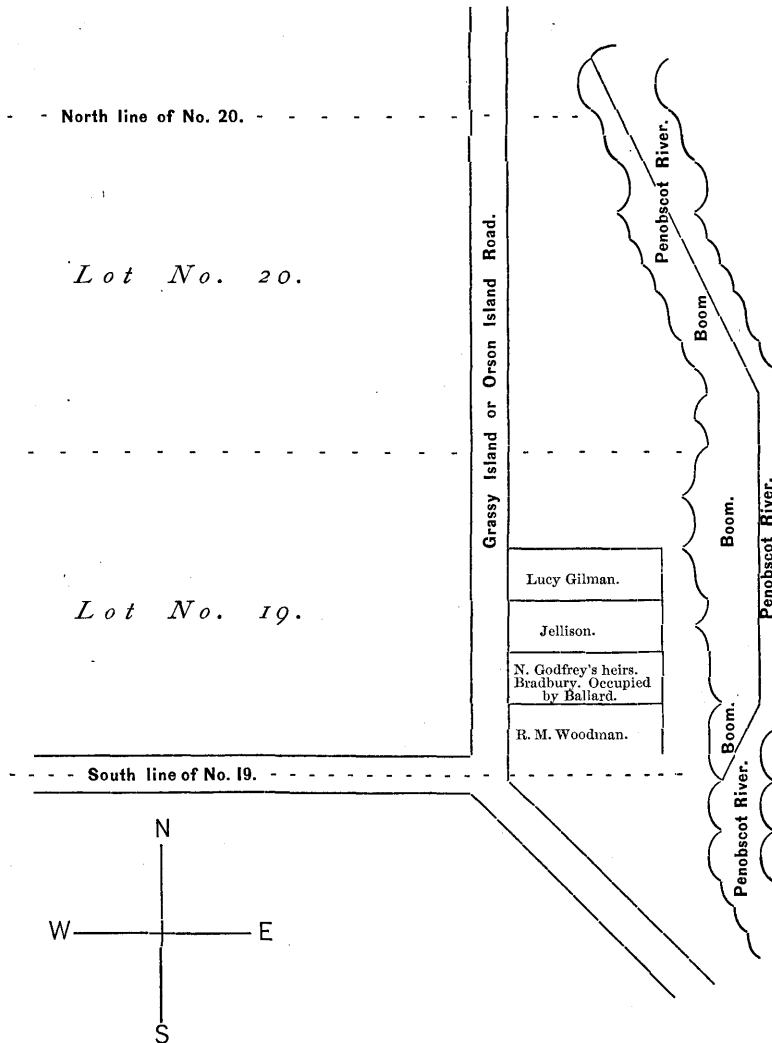 North line of No. 20.
Penobscot River.
Lot No. 20.
Grassy Island or Orson Island Road.
Boom
Boom.
Penobscot River.
Lucy Gilman.
Lot No. 19.
Jellison.
N. Godfrey's heirs.
Bradbury. Occupied
by Ballard.
R. M. Woodman.
Boom.
South line of No. 19.
Penobscot River.
N
W
E
S